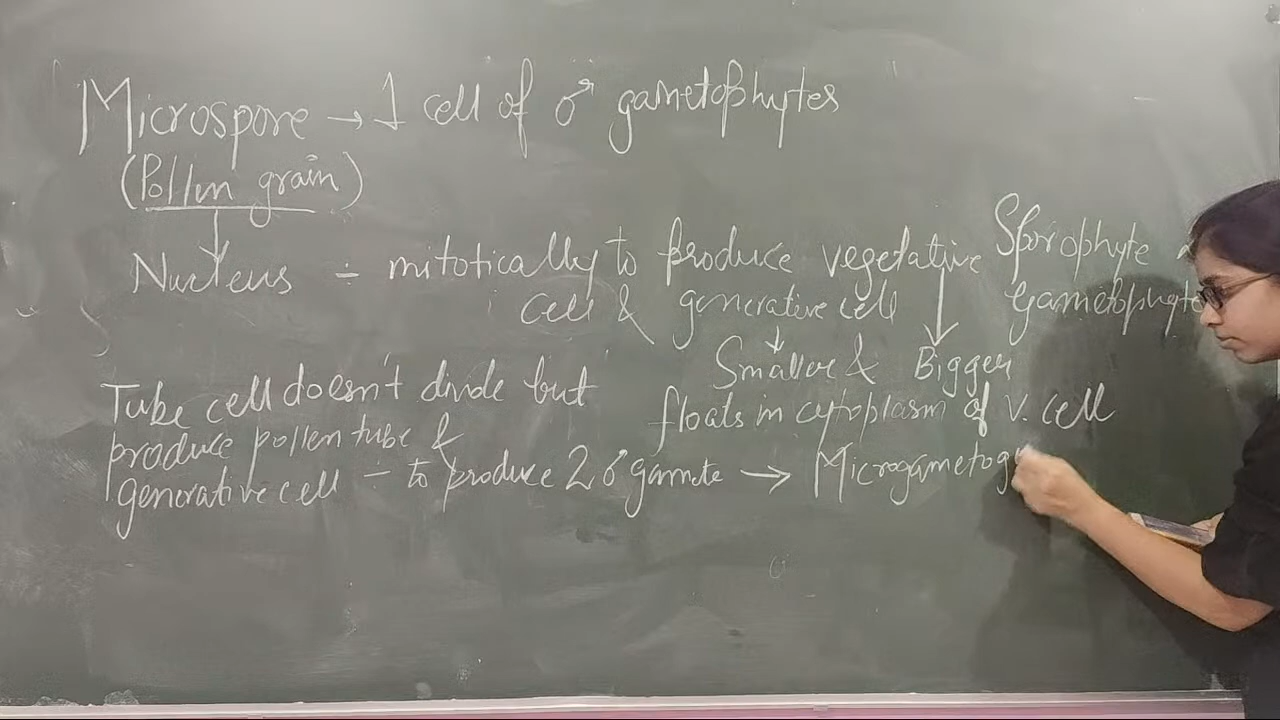 Microspore → 1 cell of ♂ gametophytes
(Pollen grain)
↓
Nucleus ÷ mitotically to produce vegetative
cell & generative cell
Sporophyte
Gametophyte
↓ ↓
Smaller & Bigger
floats in cytoplasm of V. cell
Tube cell doesn't divide but
produce pollen tube &
generative cell ÷ to produce 2 ♂ gamete → Microgametog